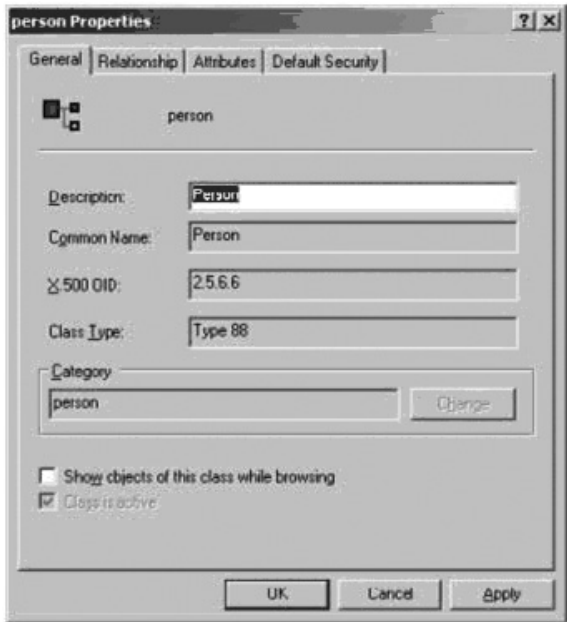 person Properties
General Relationship Attributes Default Security
person
Description: Person
Common Name: Person
X.500 OID: 2.5.6.6
Class Type: Type 88
Category
person Change
Show objects of this class while browsing
Class is active
OK Cancel Apply